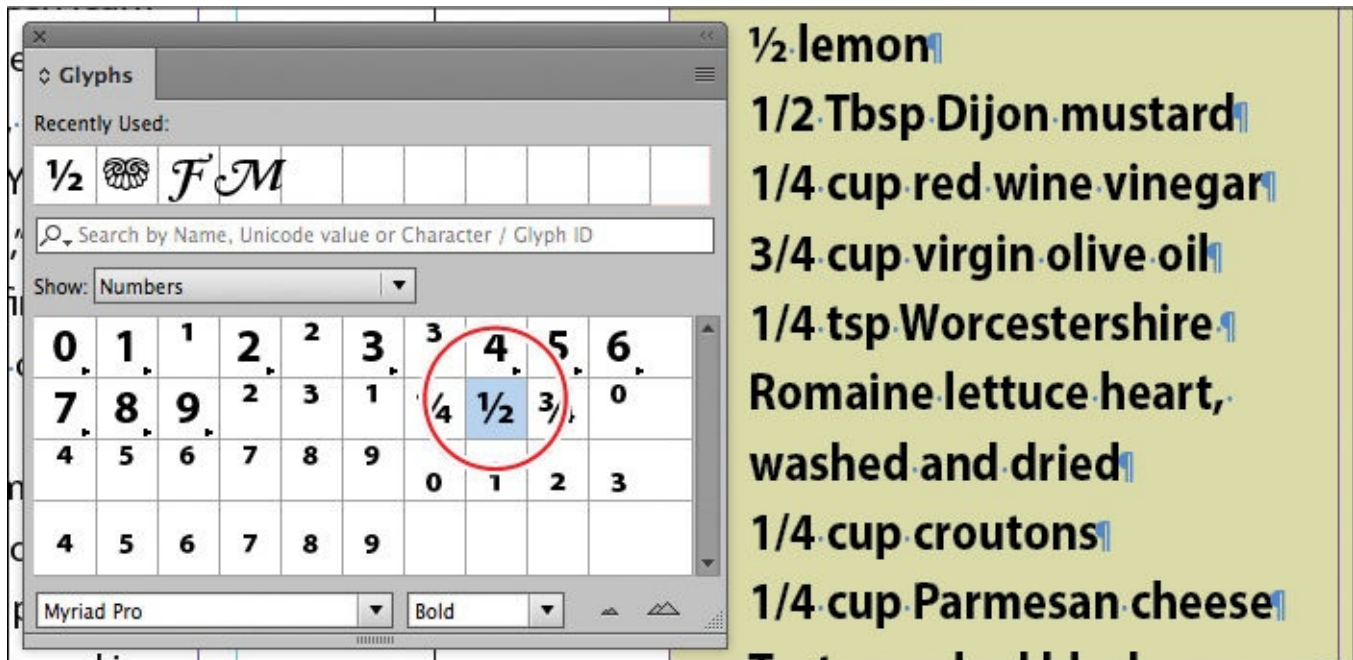 Glyphs
Recently Used:
½ F M
Search by Name, Unicode value or Character / Glyph ID
Show: Numbers
0 1 1 2 2 3 3 4 5 6
7 8 9 2 3 1 ¼ ½ ¾ 0
4 5 6 7 8 9 0 1 2 3
4 5 6 7 8 9
Myriad Pro Bold
½ lemon¶
1/2 Tbsp Dijon mustard¶
1/4 cup red wine vinegar¶
3/4 cup virgin olive oil¶
1/4 tsp Worcestershire ¶
Romaine lettuce heart,
washed and dried¶
1/4 cup croutons¶
1/4 cup Parmesan cheese¶